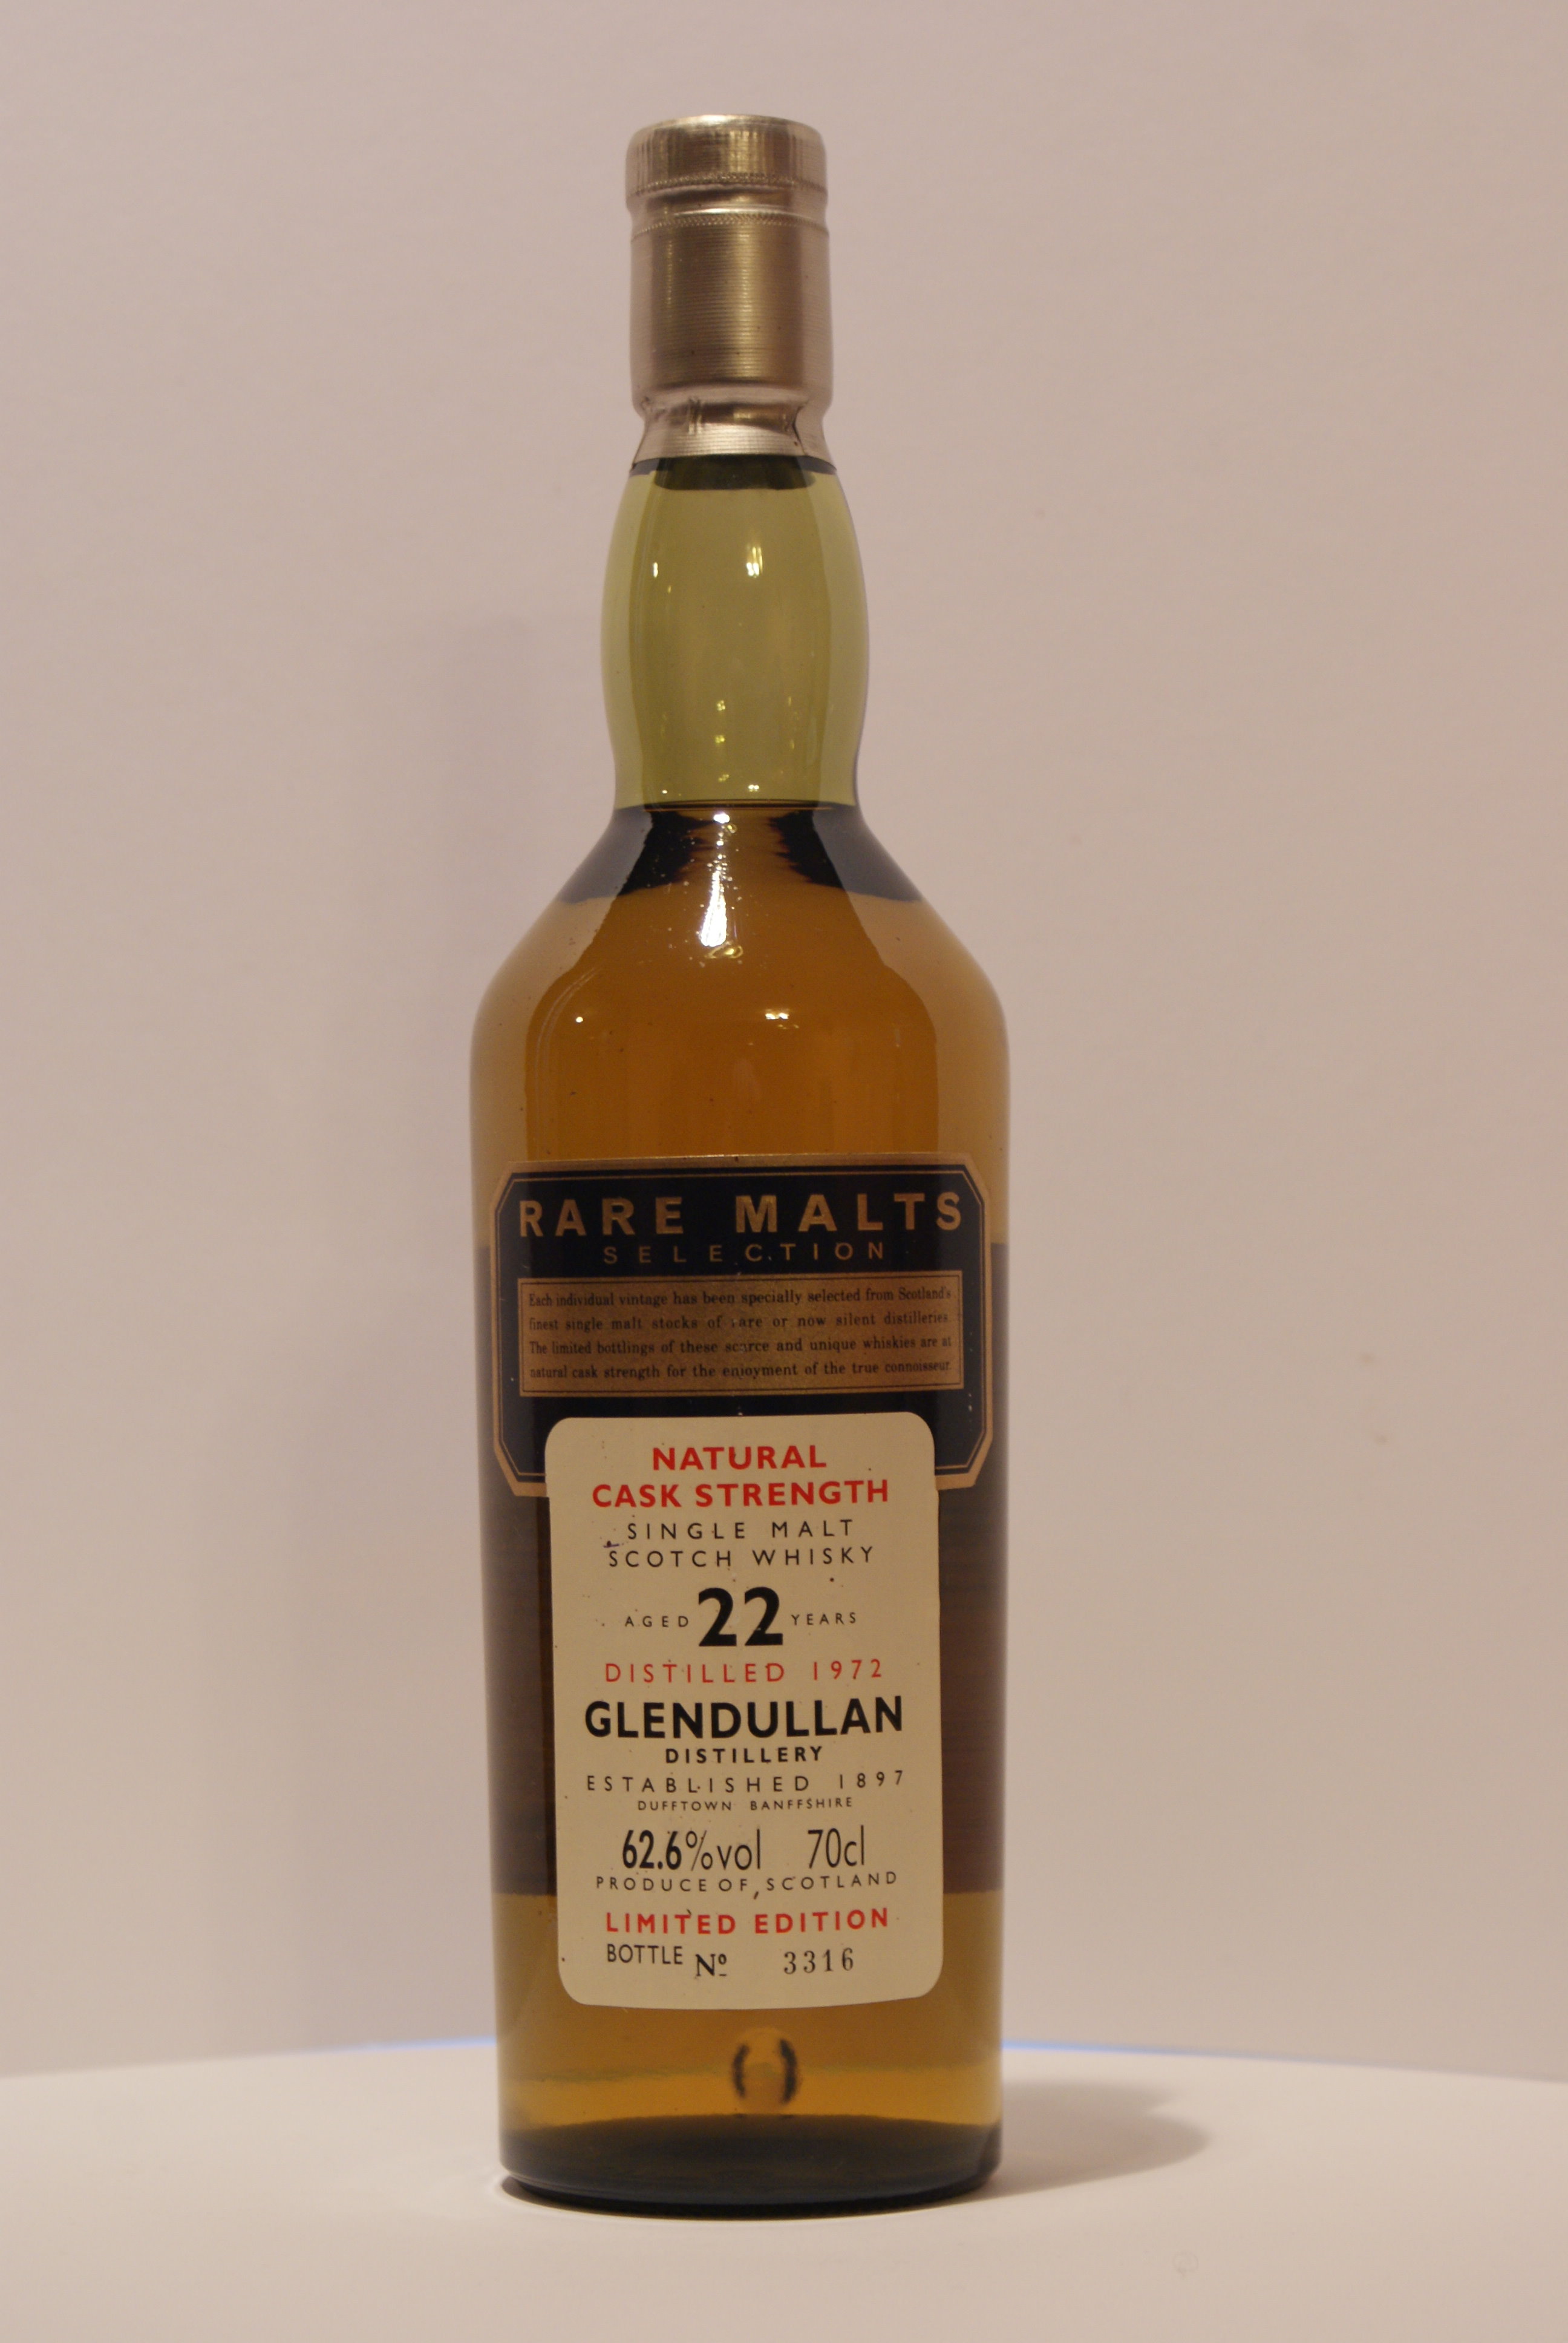 RARE MALTS
SELECTION
Each individual vintage has been specially selected from Scotland's
finest single malt stocks of rare or now silent distilleries.
The limited bottlings of these scarce and unique whiskies are at
natural cask strength for the enjoyment of the true connoisseur
NATURAL
CASK STRENGTH
SINGLE MALT
SCOTCH WHISKY
AGED 22 YEARS
DISTILLED 1972
GLENDULLAN
DISTILLERY
ESTABLISHED 1897
DUFFTOWN BANFFSHIRE
62.6%vol 70cl
PRODUCE OF SCOTLAND
LIMITED EDITION
BOTTLE Nº 3316